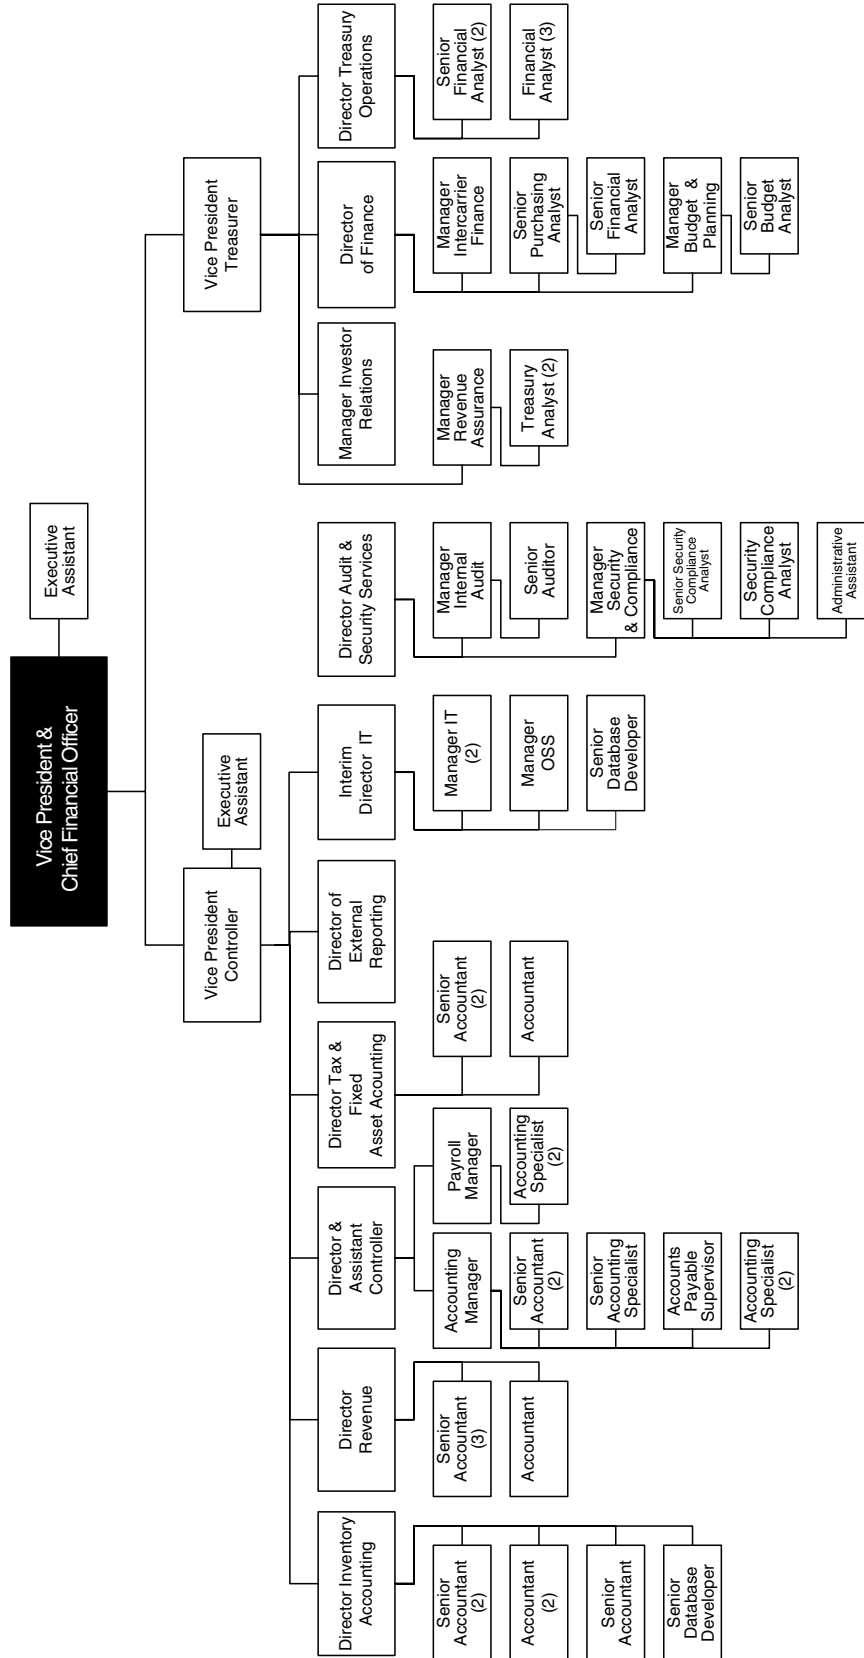 Vice President &
Chief Financial Officer
Executive
Assistant
Vice President
Controller
Executive
Assistant
Vice President
Treasurer
Director Inventory
Accounting
Senior
Accountant
(2)
Accountant
(2)
Senior
Accountant
Senior
Database
Developer
Director
Revenue
Senior
Accountant
(3)
Accountant
Director &
Assistant
Controller
Accounting
Manager
Senior
Accountant
(2)
Senior
Accounting
Specialist
Accounts
Payable
Supervisor
Accounting
Specialist
(2)
Payroll
Manager
Accounting
Specialist
(2)
Director Tax &
Fixed
Asset Acounting
Senior
Accountant
(2)
Accountant
Director of
External
Reporting
Interim
Director IT
Manager IT
(2)
Manager
OSS
Senior
Database
Developer
Director Audit &
Security Services
Manager
Internal
Audit
Senior
Auditor
Manager
Security
& Compliance
Senior Security
Compliance
Analyst
Security
Compliance
Analyst
Administrative
Assistant
Manager Investor
Relations
Manager
Revenue
Assurance
Treasury
Analyst (2)
Director
of Finance
Manager
Intercarrier
Finance
Senior
Purchasing
Analyst
Senior
Financial
Analyst
Manager
Budget &
Planning
Senior
Budget
Analyst
Director Treasury
Operations
Senior
Financial
Analyst (2)
Financial
Analyst (3)